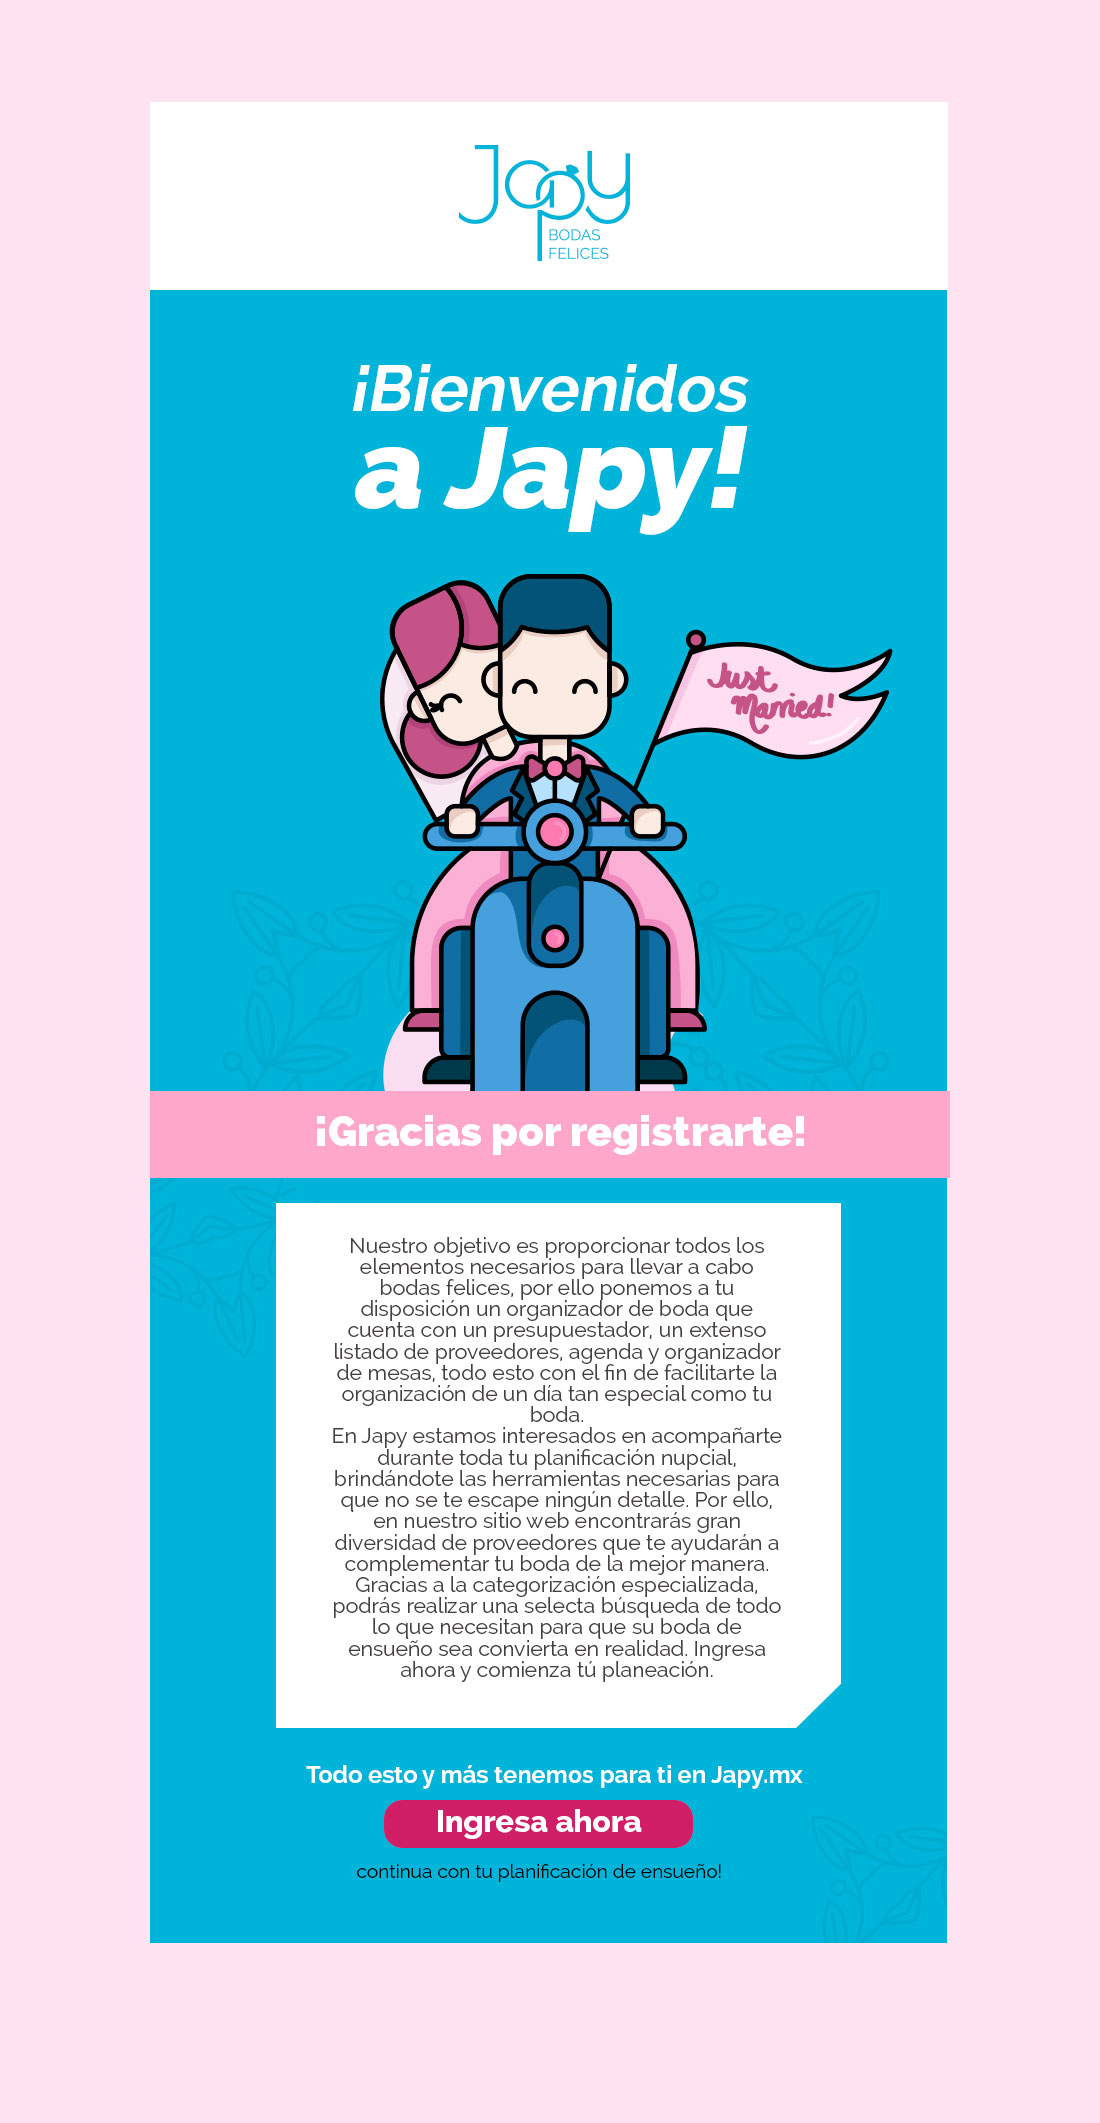 Japy
BODAS
FELICES
¡Bienvenidos
a Japy!
Just
Married!
¡Gracias por registrarte!
Nuestro objetivo es proporcionar todos los
elementos necesarios para llevar a cabo
bodas felices, por ello ponemos a tu
disposición un organizador de boda que
cuenta con un presupuestador, un extenso
listado de proveedores, agenda y organizador
de mesas, todo esto con el fin de facilitarte la
organización de un día tan especial como tu
boda.
En Japy estamos interesados en acompañarte
durante toda tu planificación nupcial,
brindándote las herramientas necesarias para
que no se te escape ningún detalle. Por ello,
en nuestro sitio web encontrarás gran
diversidad de proveedores que te ayudarán a
complementar tu boda de la mejor manera.
Gracias a la categorización especializada,
podrás realizar una selecta búsqueda de todo
lo que necesitan para que su boda de
ensueño sea convierta en realidad. Ingresa
ahora y comienza tú planeación.
Todo esto y más tenemos para ti en Japy.mx
Ingresa ahora
continua con tu planificación de ensueño!